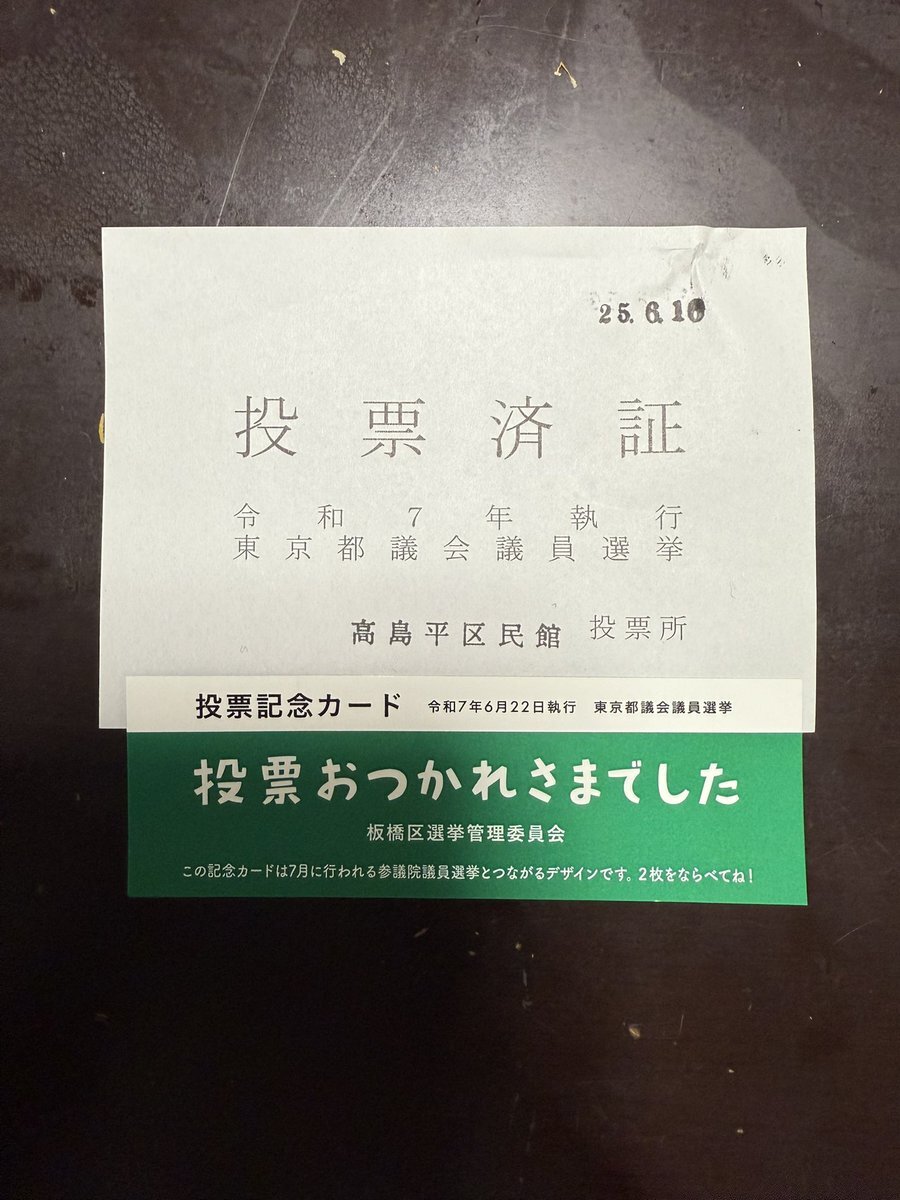 25.6.16
投票済証
令和7年執行
東京都議会議員選挙
高島平区民館 投票所
投票記念カード 令和7年6月22日執行 東京都議会議員選挙
投票おつかれさまでした
板橋区選挙管理委員会
この記念カードは7月に行われる参議院議員選挙とつながるデザインです。2枚をならべてね!